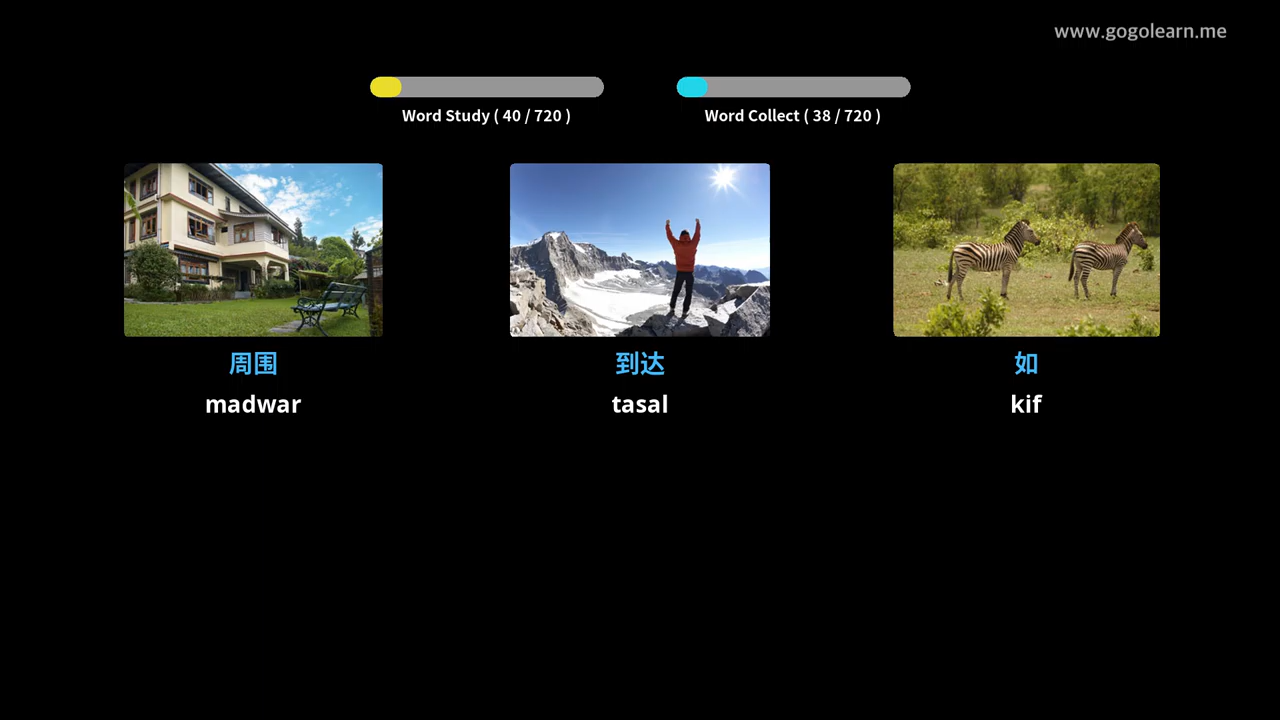 www.gogolearn.me
Word Study ( 40 / 720 )
Word Collect ( 38 / 720 )
周围
到达
如
madwar
tasal
kif